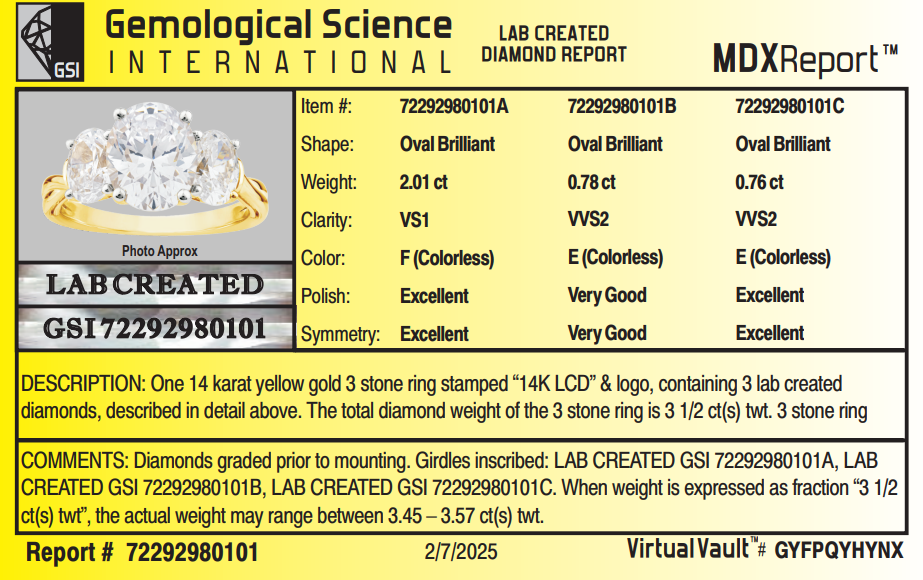 GSI
Gemological Science
INTERNATIONAL
LAB CREATED
DIAMOND REPORT
MDXReport™
Photo Approx
LAB CREATED
GSI 72292980101
Item #: 72292980101A 72292980101B 72292980101C
Shape: Oval Brilliant Oval Brilliant Oval Brilliant
Weight: 2.01 ct 0.78 ct 0.76 ct
Clarity: VS1 VVS2 VVS2
Color: F (Colorless) E (Colorless) E (Colorless)
Polish: Excellent Very Good Excellent
Symmetry: Excellent Very Good Excellent
DESCRIPTION: One 14 karat yellow gold 3 stone ring stamped “14K LCD” & logo, containing 3 lab created
diamonds, described in detail above. The total diamond weight of the 3 stone ring is 3 1/2 ct(s) twt. 3 stone ring
COMMENTS: Diamonds graded prior to mounting. Girdles inscribed: LAB CREATED GSI 72292980101A, LAB
CREATED GSI 72292980101B, LAB CREATED GSI 72292980101C. When weight is expressed as fraction “3 1/2
ct(s) twt”, the actual weight may range between 3.45 – 3.57 ct(s) twt.
Report # 72292980101
2/7/2025
VirtualVault™# GYFPQYHYNX